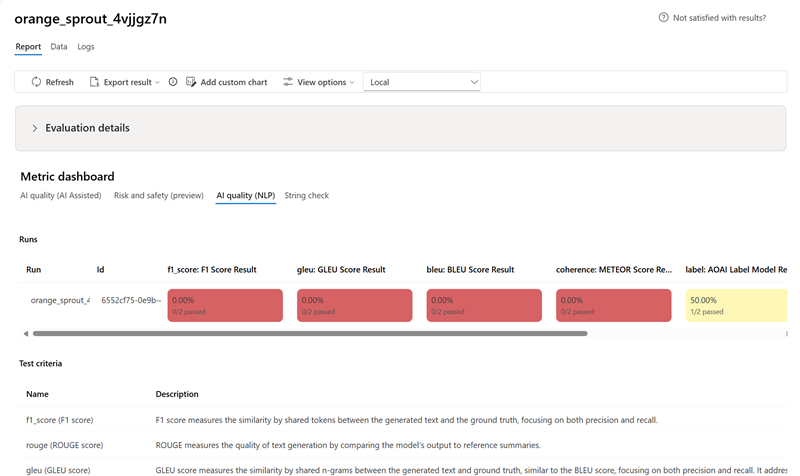 orange_sprout_4vjjgz7n
Not satisfied with results?
Report Data Logs
Refresh Export result Add custom chart View options Local
Evaluation details
Metric dashboard
AI quality (AI Assisted) Risk and safety (preview) AI quality (NLP) String check
Runs
Run Id f1_score: F1 Score Result gleu: GLEU Score Result bleu: BLEU Score Result coherence: METEOR Score Re... label: AOAI Label Model Re
orange_sprout_4 6552cf75-0e9b-- 0.00% 0.00% 0.00% 0.00% 50.00%
0/2 passed 0/2 passed 0/2 passed 0/2 passed 1/2 passed
Test criteria
Name Description
f1_score (F1 score) F1 score measures the similarity by shared tokens between the generated text and the ground truth, focusing on both precision and recall.
rouge (ROUGE score) ROUGE measures the quality of text generation by comparing the model's output to reference summaries.
gleu (GLEU score) GLEU score measures the similarity by shared n-grams between the generated text and ground truth, similar to the BLEU score, focusing on both precision and recall. It addres